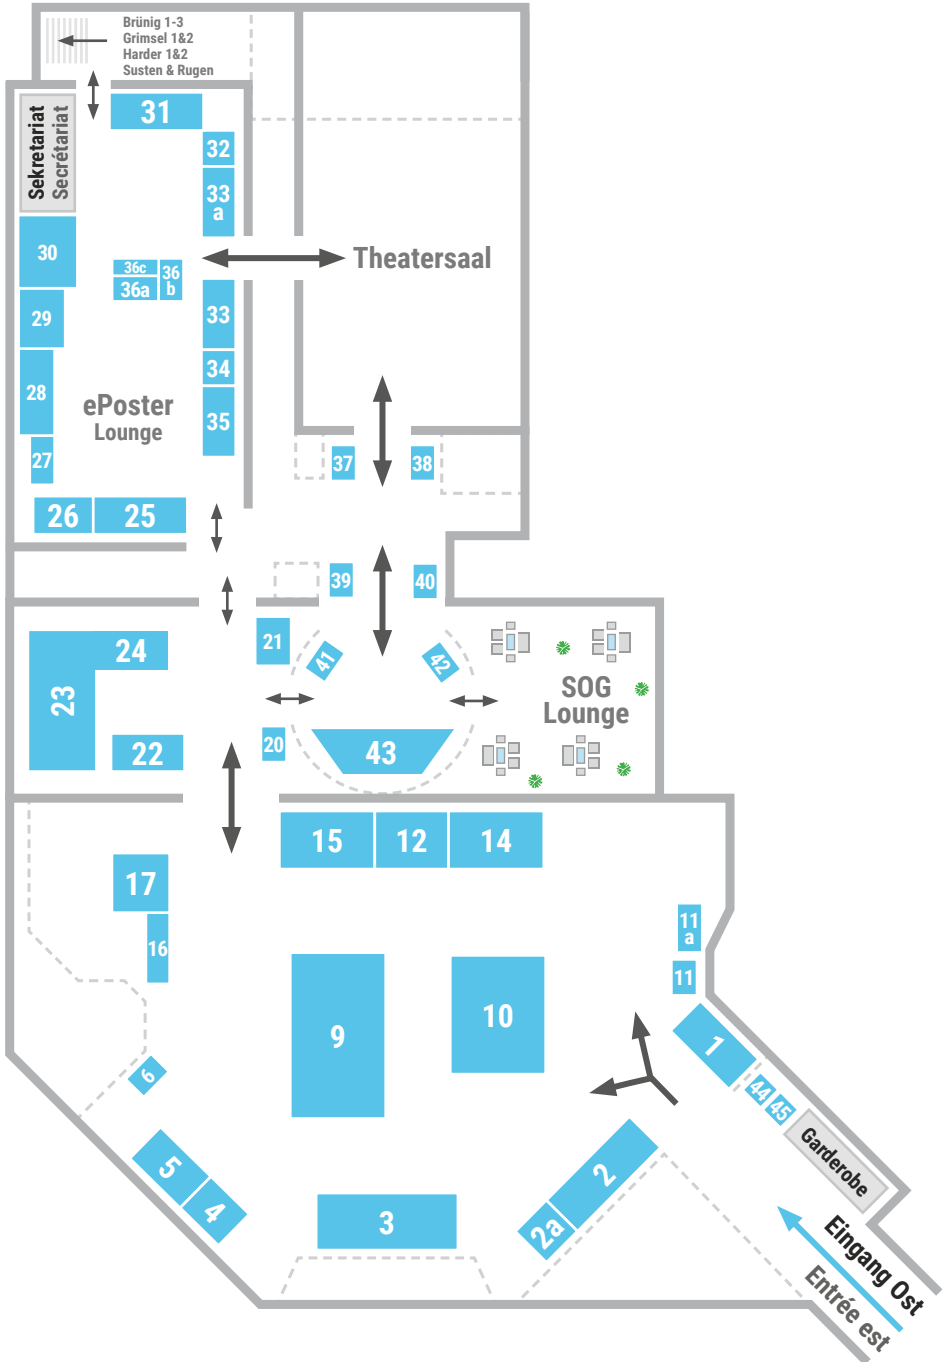 Brünig 1-3
Grimsel 1&2
Harder 1&2
Susten & Rugen
Sekretariat
Secrétariat
31
32
33
a
30
Theatersaal
36c
36
b
36a
29
33
34
28
ePoster
Lounge
35
27
37
38
26
25
39
40
21
41
42
24
23
SOG
Lounge
22
20
43
15
12
14
17
16
11
a
11
9
10
1
6
44
45
Garderobe
5
4
3
2
2a
Eingang Ost
Entrée est